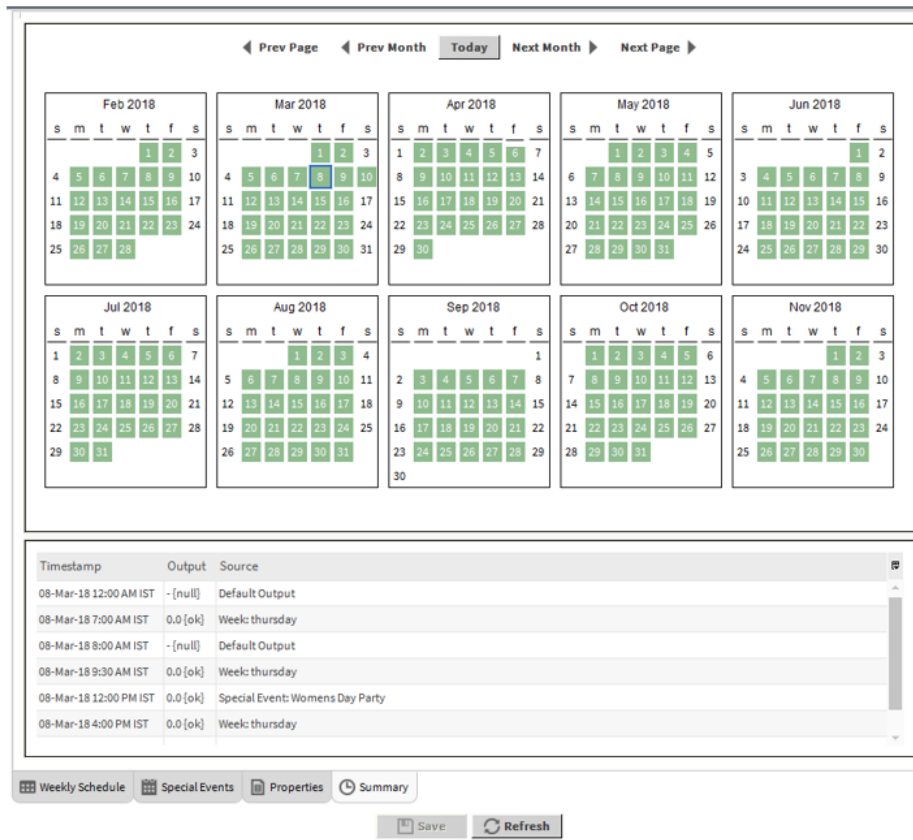 Prev Page Prev Month Today Next Month Next Page
Feb 2018
s m t w t f s
1 2 3
4 5 6 7 8 9 10
11 12 13 14 15 16 17
18 19 20 21 22 23 24
25 26 27 28
Mar 2018
s m t w t f s
1 2 3
4 5 6 7 8 9 10
11 12 13 14 15 16 17
18 19 20 21 22 23 24
25 26 27 28 29 30 31
Apr 2018
s m t w t f s
1 2 3 4 5 6 7
8 9 10 11 12 13 14
15 16 17 18 19 20 21
22 23 24 25 26 27 28
29 30
May 2018
s m t w t f s
1 2 3 4 5
6 7 8 9 10 11 12
13 14 15 16 17 18 19
20 21 22 23 24 25 26
27 28 29 30 31
Jun 2018
s m t w t f s
1 2
3 4 5 6 7 8 9
10 11 12 13 14 15 16
17 18 19 20 21 22 23
24 25 26 27 28 29 30
Jul 2018
s m t w t f s
1 2 3 4 5 6 7
8 9 10 11 12 13 14
15 16 17 18 19 20 21
22 23 24 25 26 27 28
29 30 31
Aug 2018
s m t w t f s
1 2 3 4
5 6 7 8 9 10 11
12 13 14 15 16 17 18
19 20 21 22 23 24 25
26 27 28 29 30 31
Sep 2018
s m t w t f s
1
2 3 4 5 6 7 8
9 10 11 12 13 14 15
16 17 18 19 20 21 22
23 24 25 26 27 28 29
30
Oct 2018
s m t w t f s
1 2 3 4 5 6
7 8 9 10 11 12 13
14 15 16 17 18 19 20
21 22 23 24 25 26 27
28 29 30 31
Nov 2018
s m t w t f s
1 2 3
4 5 6 7 8 9 10
11 12 13 14 15 16 17
18 19 20 21 22 23 24
25 26 27 28 29 30
Timestamp Output Source
08-Mar-18 12:00 AM IST - {null} Default Output
08-Mar-18 7:00 AM IST 0.0 {ok} Week: thursday
08-Mar-18 8:00 AM IST - {null} Default Output
08-Mar-18 9:30 AM IST 0.0 {ok} Week: thursday
08-Mar-18 12:00 PM IST 0.0 {ok} Special Event: Womens Day Party
08-Mar-18 4:00 PM IST 0.0 {ok} Week: thursday
Weekly Schedule Special Events Properties Summary
Save Refresh